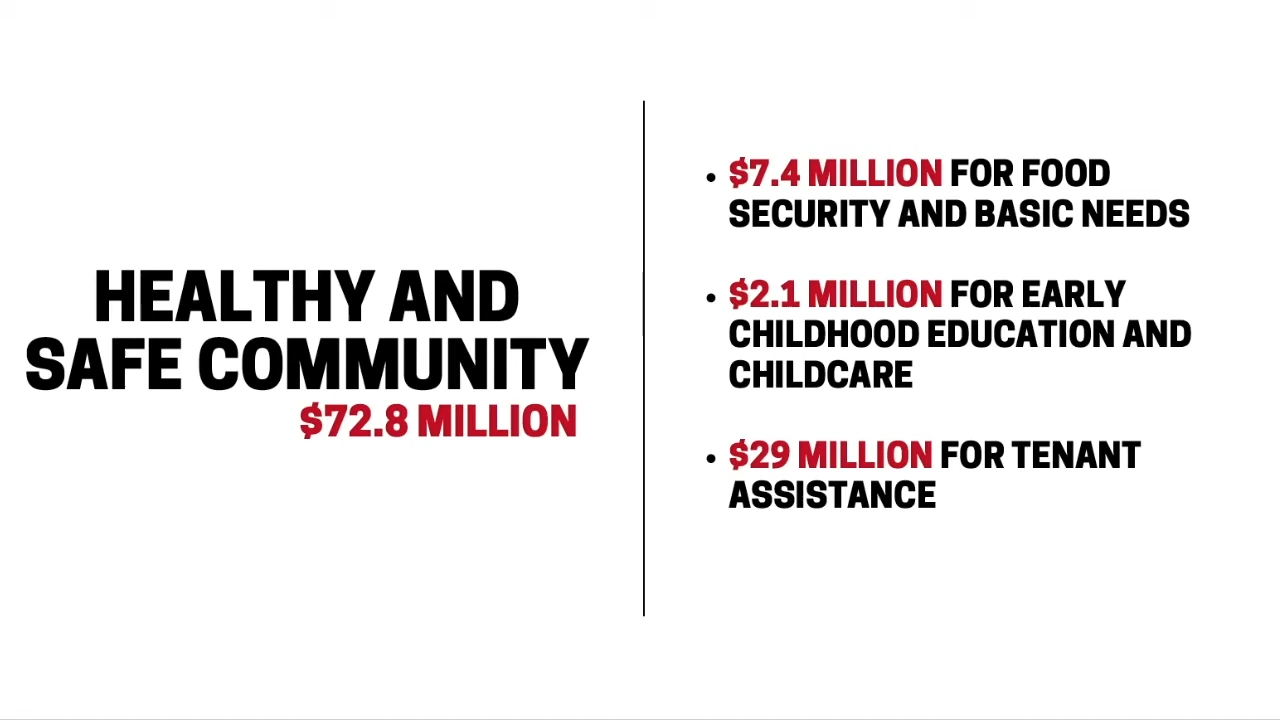 HEALTHY AND
SAFE COMMUNITY
$72.8 MILLION
• $7.4 MILLION FOR FOOD
SECURITY AND BASIC NEEDS
• $2.1 MILLION FOR EARLY
CHILDHOOD EDUCATION AND
CHILDCARE
• $29 MILLION FOR TENANT
ASSISTANCE